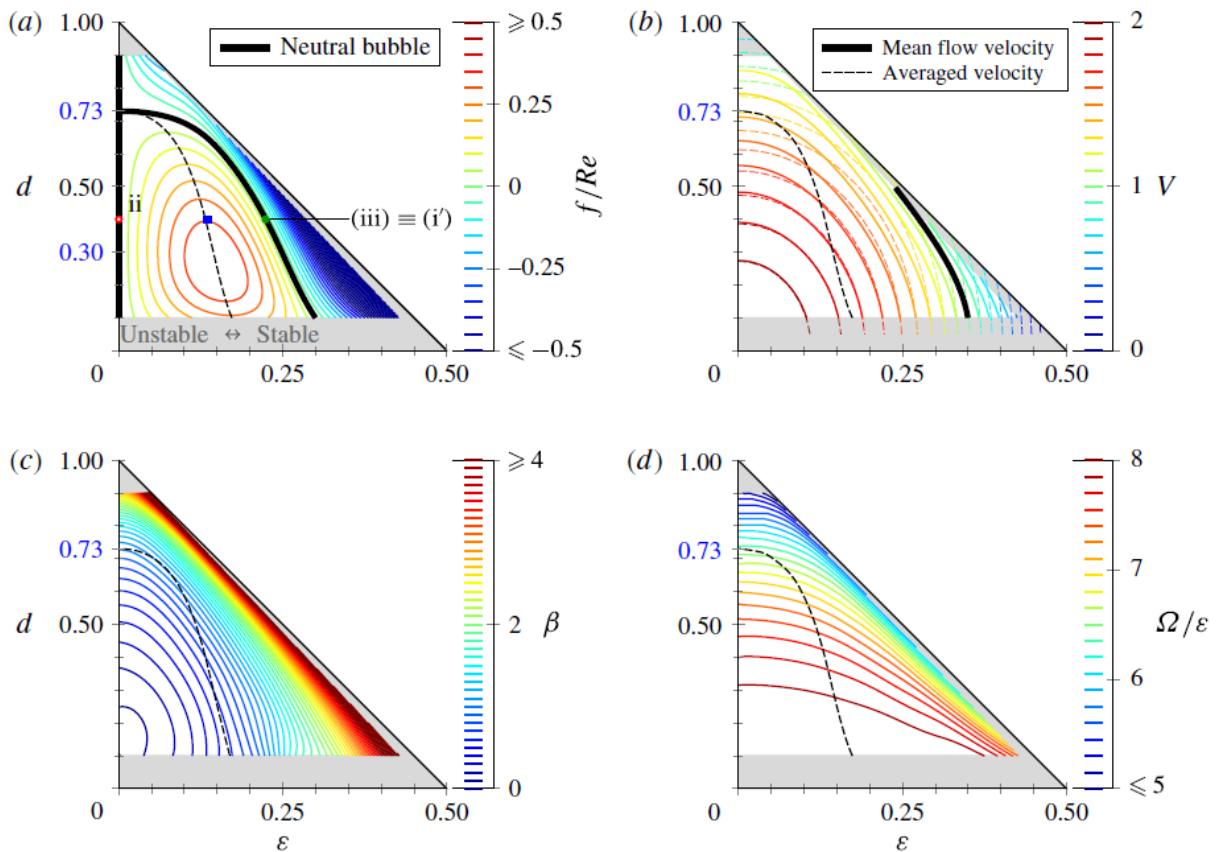 (a)
1.00
0.73
0.50
0.30
d
Neutral bubble
ii
(iii) ≡ (i′)
Unstable ↔ Stable
0
0.25
0.50
⩾ 0.5
0.25
0
−0.25
⩽ −0.5
f/Re
(b)
1.00
0.73
0.50
Mean flow velocity
Averaged velocity
0
0.25
0.50
2
1
0
V
(c)
1.00
0.73
0.50
d
0
0.25
0.50
ε
⩾ 4
2
0
β
(d)
1.00
0.73
0.50
0
0.25
0.50
ε
8
7
6
⩽ 5
Ω/ε